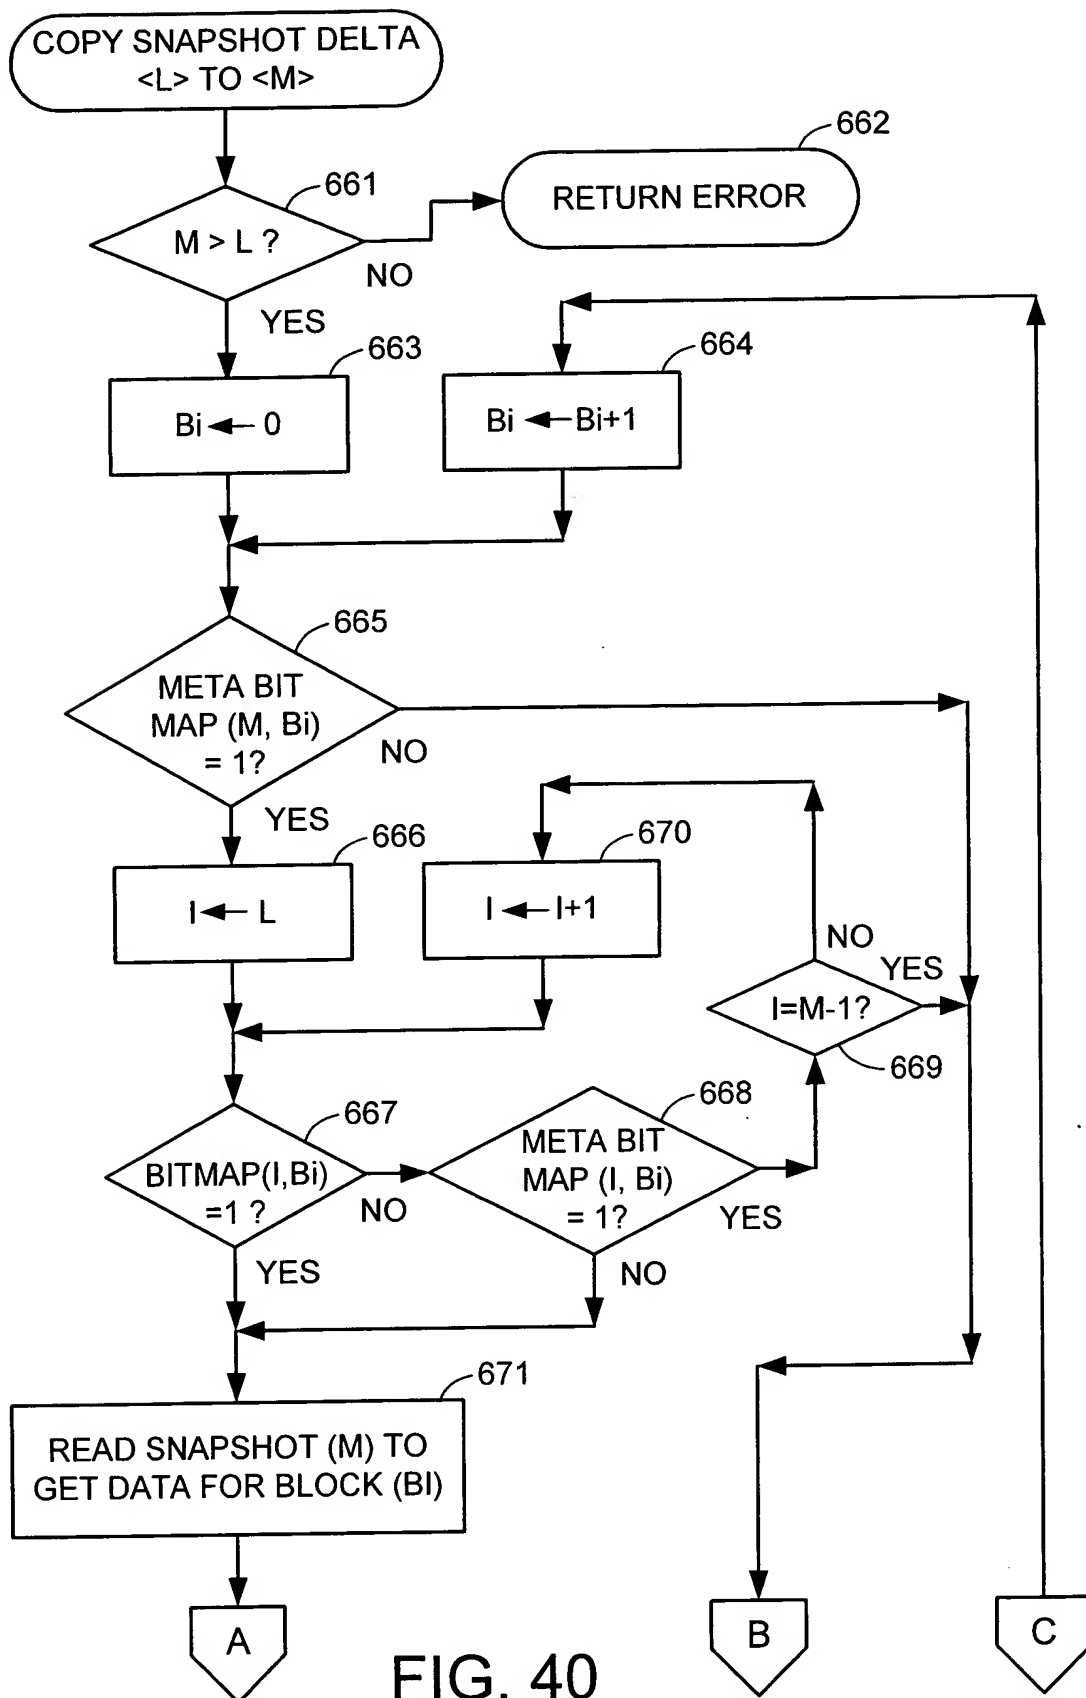 COPY SNAPSHOT DELTA
<L> TO <M>
662
RETURN ERROR
661
M > L ?
NO
YES
663
Bi ← 0
664
Bi ← Bi+1
665
META BIT
MAP (M, Bi)
= 1?
NO
YES
666
I ← L
670
I ← I+1
NO
YES
I=M-1?
669
667
BITMAP(I,Bi)
=1 ?
NO
YES
668
META BIT
MAP (I, Bi)
= 1?
YES
NO
671
READ SNAPSHOT (M) TO
GET DATA FOR BLOCK (BI)
A
B
C
FIG. 40